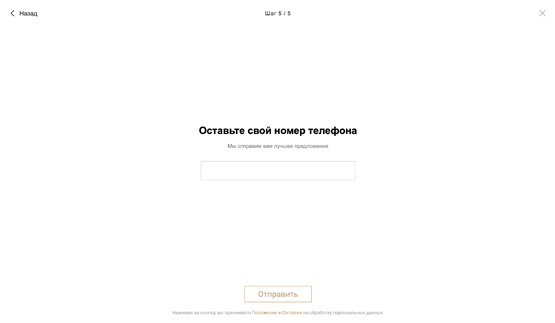 Назад
Шаг 5 / 5
Оставьте свой номер телефона
Мы отправим вам лучшее предложение
Отправить
Нажимая на кнопку, вы принимаете Положение и Согласие на обработку персональных данных